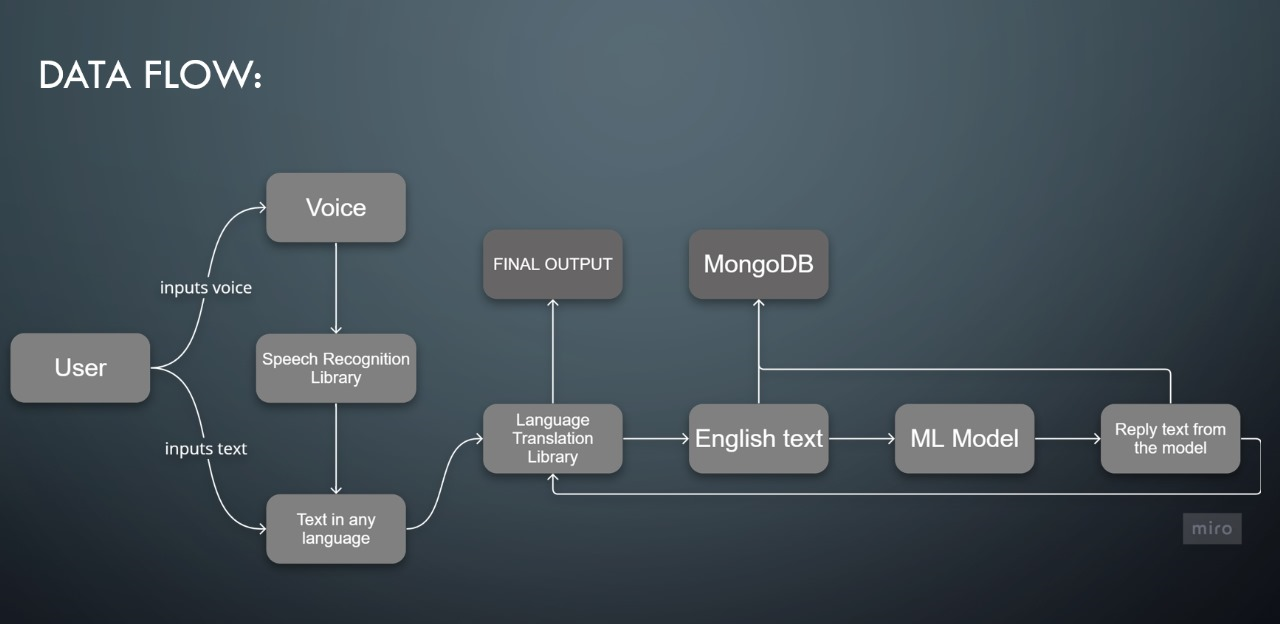 DATA FLOW:
Voice
inputs voice
User
Speech Recognition
Library
inputs text
Text in any
language
FINAL OUTPUT
MongoDB
Language
Translation
Library
English text
ML Model
Reply text from
the model
miro